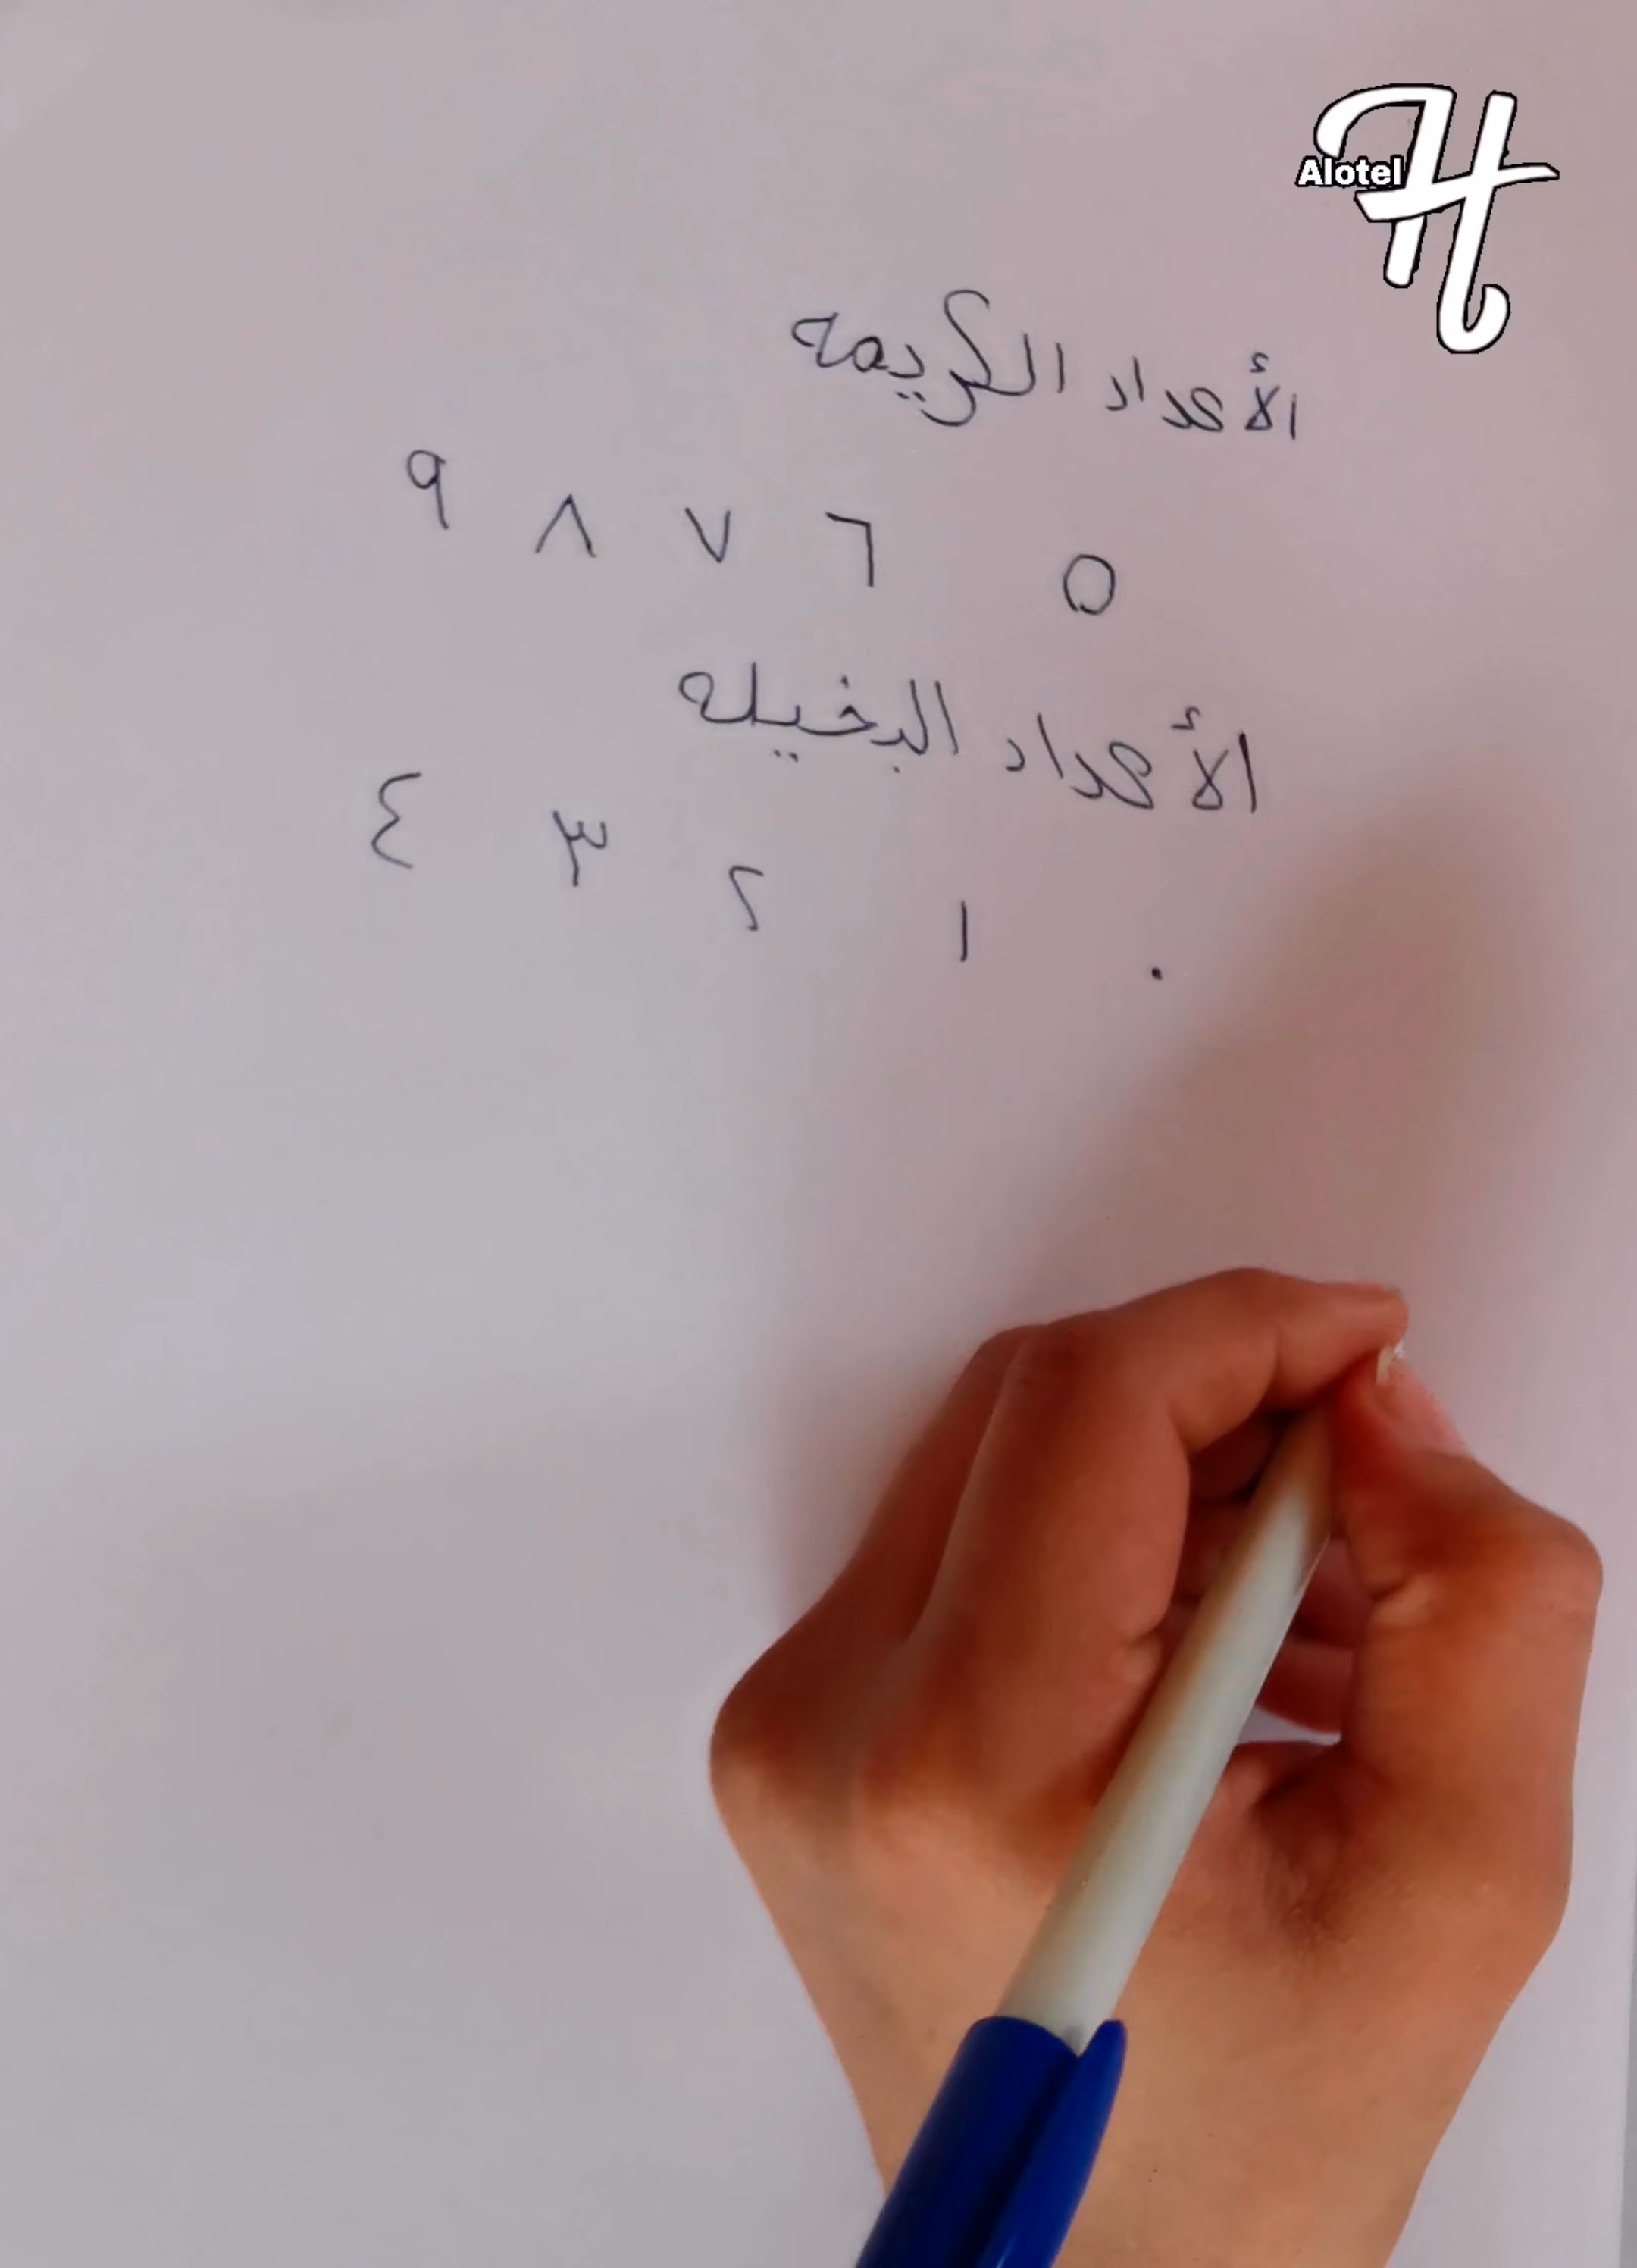 Alotel H
الأعداد الكريمه
٥ ٦ ٧ ٨ ٩
الأعداد البخيله
٠ ١ ٢ ٣ ٤